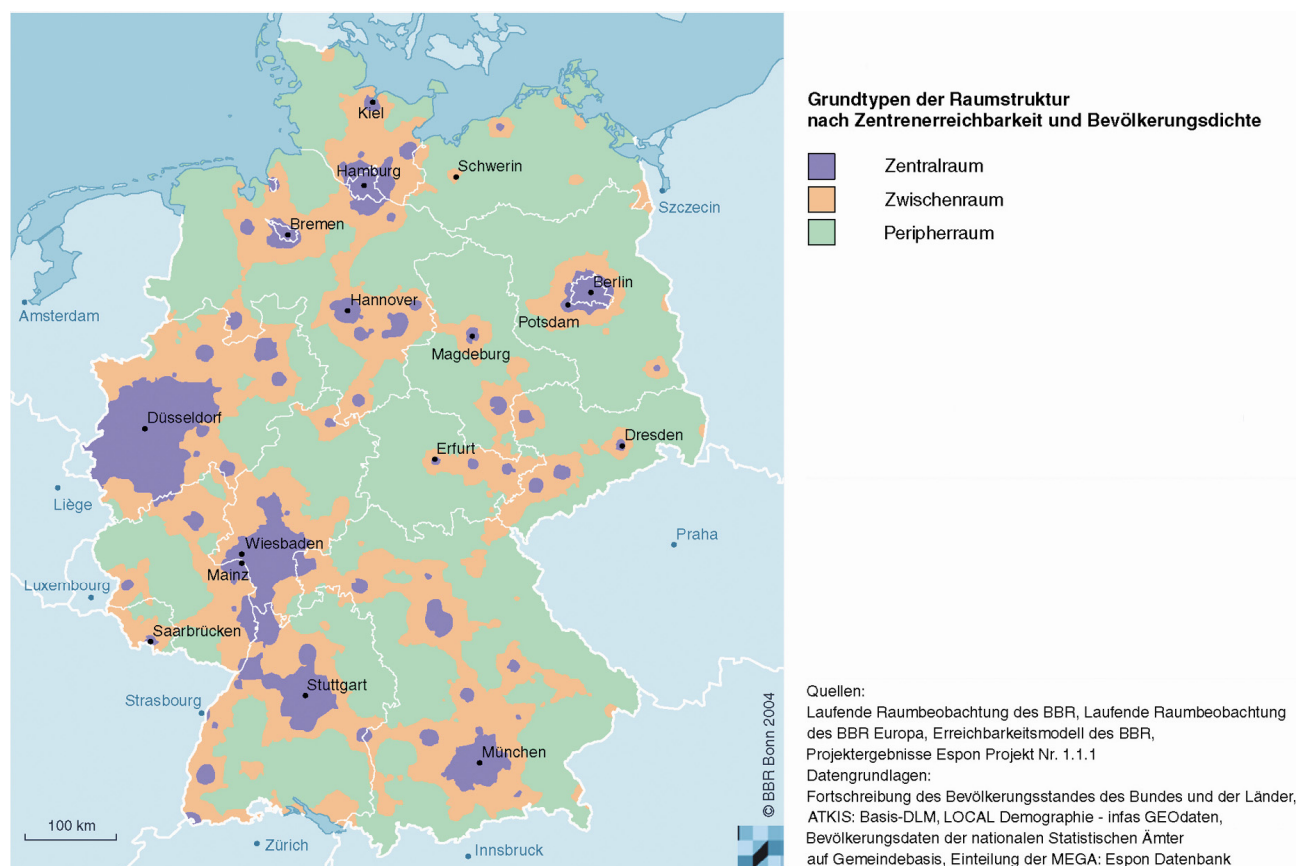 Kiel
Hamburg
Schwerin
Szczecin
Bremen
Berlin
Amsterdam
Hannover
Potsdam
Magdeburg
Düsseldorf
Erfurt
Dresden
Liège
Praha
Wiesbaden
Mainz
Luxembourg
Saarbrücken
Strasbourg
Stuttgart
München
100 km
Zürich
Innsbruck
© BBR Bonn 2004
Grundtypen der Raumstruktur
nach Zentrenerreichbarkeit und Bevölkerungsdichte
Zentralraum
Zwischenraum
Peripherraum
Quellen:
Laufende Raumbeobachtung des BBR, Laufende Raumbeobachtung
des BBR Europa, Erreichbarkeitsmodell des BBR,
Projektergebnisse Espon Projekt Nr. 1.1.1
Datengrundlagen:
Fortschreibung des Bevölkerungsstandes des Bundes und der Länder,
ATKIS: Basis-DLM, LOCAL Demographie - infas GEOdaten,
Bevölkerungsdaten der nationalen Statistischen Ämter
auf Gemeindebasis, Einteilung der MEGA: Espon Datenbank